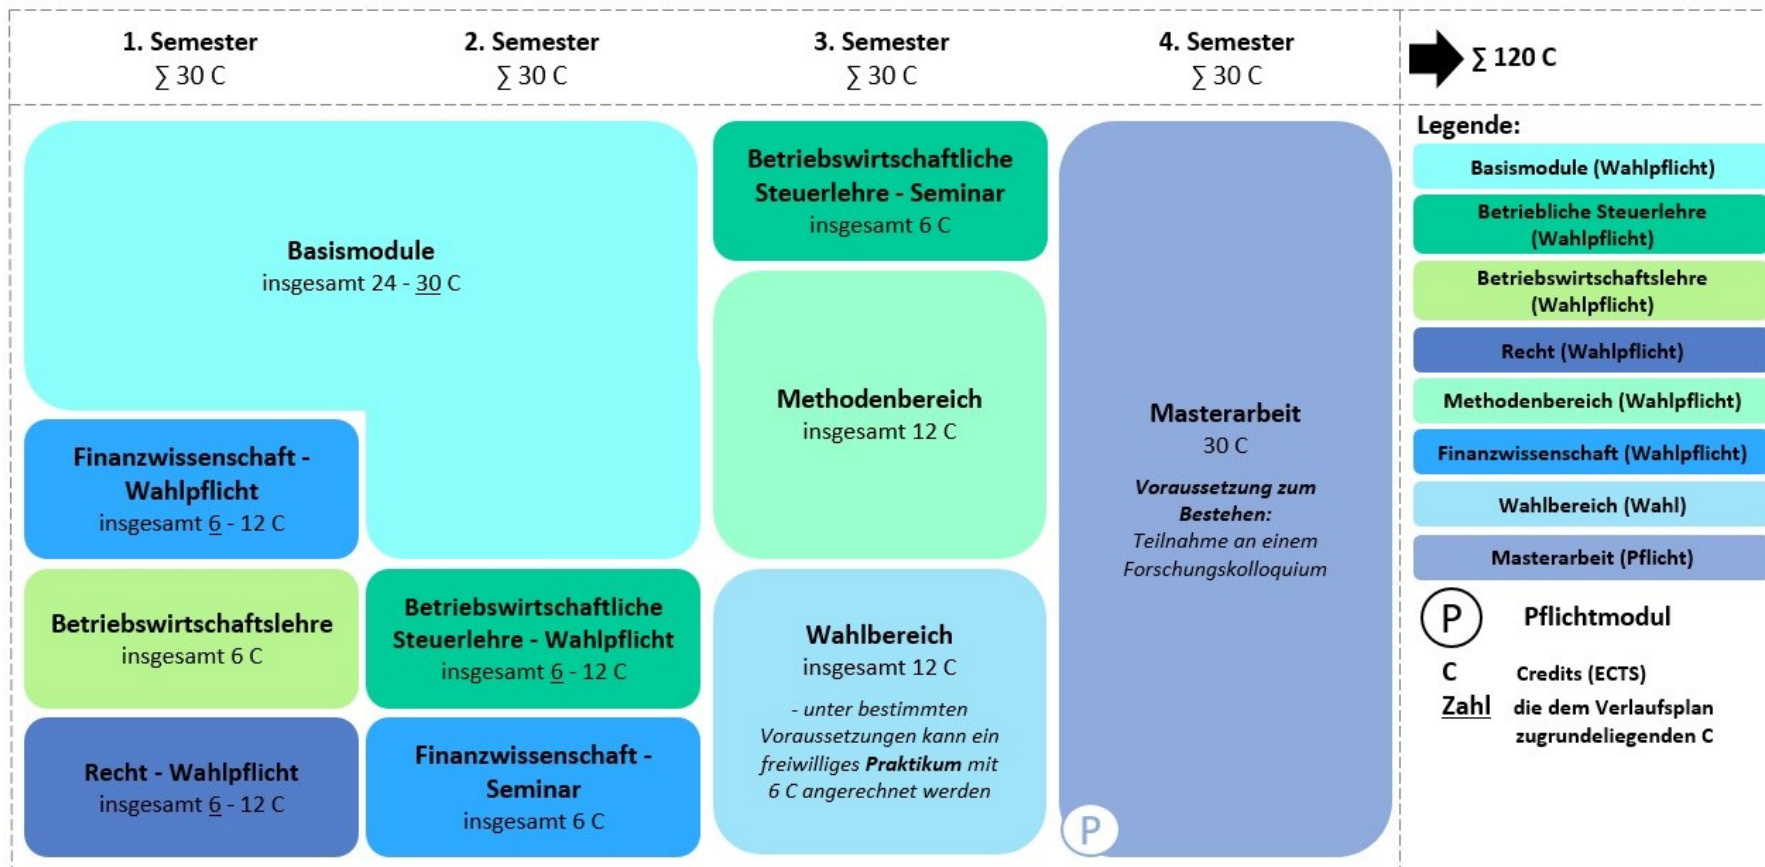 1. Semester
∑ 30 C
2. Semester
∑ 30 C
3. Semester
∑ 30 C
4. Semester
∑ 30 C
∑ 120 C
Basismodule
insgesamt 24 - 30 C
Finanzwissenschaft -
Wahlpflicht
insgesamt 6 - 12 C
Betriebswirtschaftslehre
insgesamt 6 C
Recht - Wahlpflicht
insgesamt 6 - 12 C
Betriebswirtschaftliche
Steuerlehre - Wahlpflicht
insgesamt 6 - 12 C
Finanzwissenschaft -
Seminar
insgesamt 6 C
Betriebswirtschaftliche
Steuerlehre - Seminar
insgesamt 6 C
Methodenbereich
insgesamt 12 C
Wahlbereich
insgesamt 12 C
- unter bestimmten
Voraussetzungen kann ein
freiwilliges Praktikum mit
6 C angerechnet werden
Masterarbeit
30 C
Voraussetzung zum
Bestehen:
Teilnahme an einem
Forschungskolloquium
P
Legende:
Basismodule (Wahlpflicht)
Betriebliche Steuerlehre
(Wahlpflicht)
Betriebswirtschaftslehre
(Wahlpflicht)
Recht (Wahlpflicht)
Methodenbereich (Wahlpflicht)
Finanzwissenschaft (Wahlpflicht)
Wahlbereich (Wahl)
Masterarbeit (Pflicht)
P Pflichtmodul
C Credits (ECTS)
Zahl die dem Verlaufsplan
zugrundeliegenden C